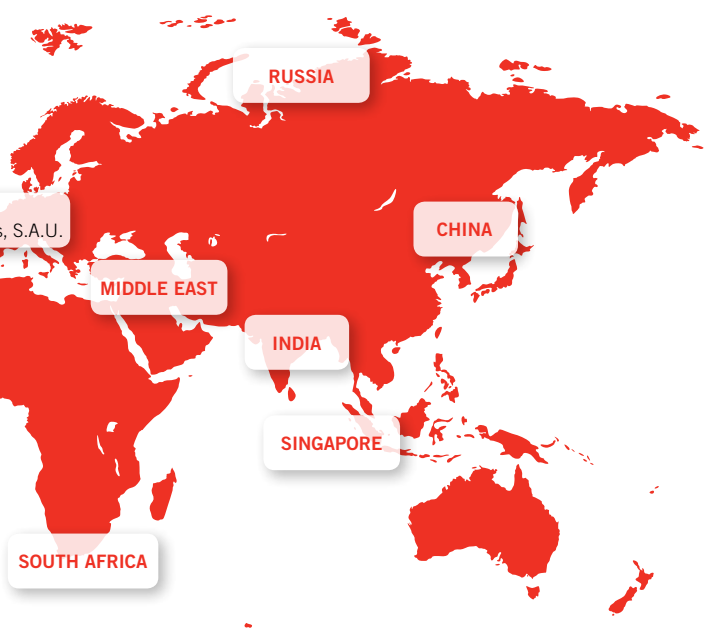 RUSSIA
s, S.A.U.
CHINA
MIDDLE EAST
INDIA
SINGAPORE
SOUTH AFRICA